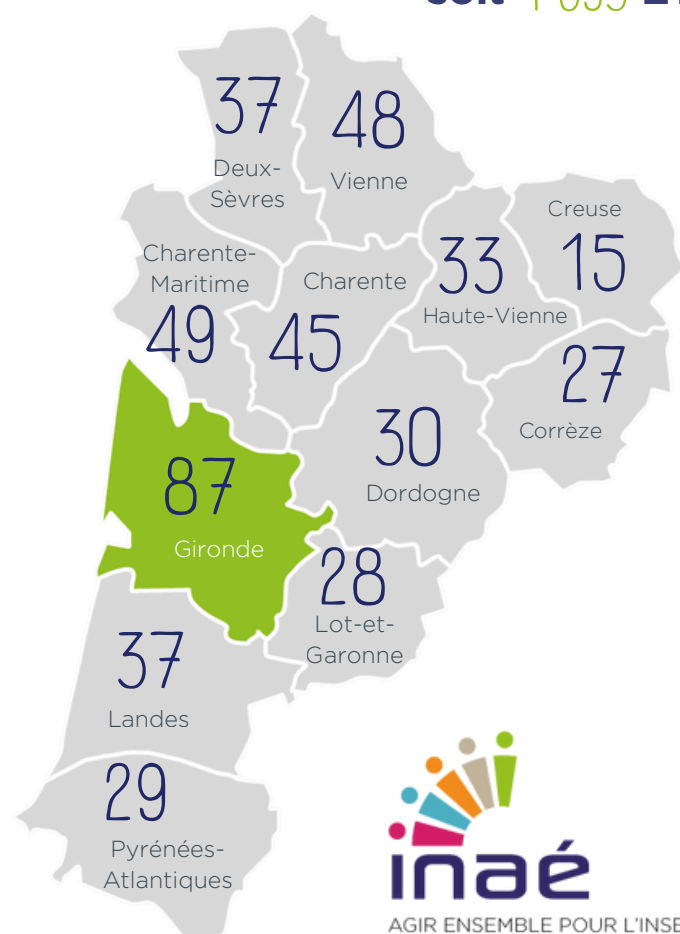 soit
37
Deux-
Sèvres
48
Vienne
Creuse
15
Charente-
Maritime
49
Charente
45
33
Haute-Vienne
27
Corrèze
30
Dordogne
87
Gironde
28
Lot-et-
Garonne
37
Landes
29
Pyrénées-
Atlantiques
inaé
AGIR ENSEMBLE POUR L'INSE